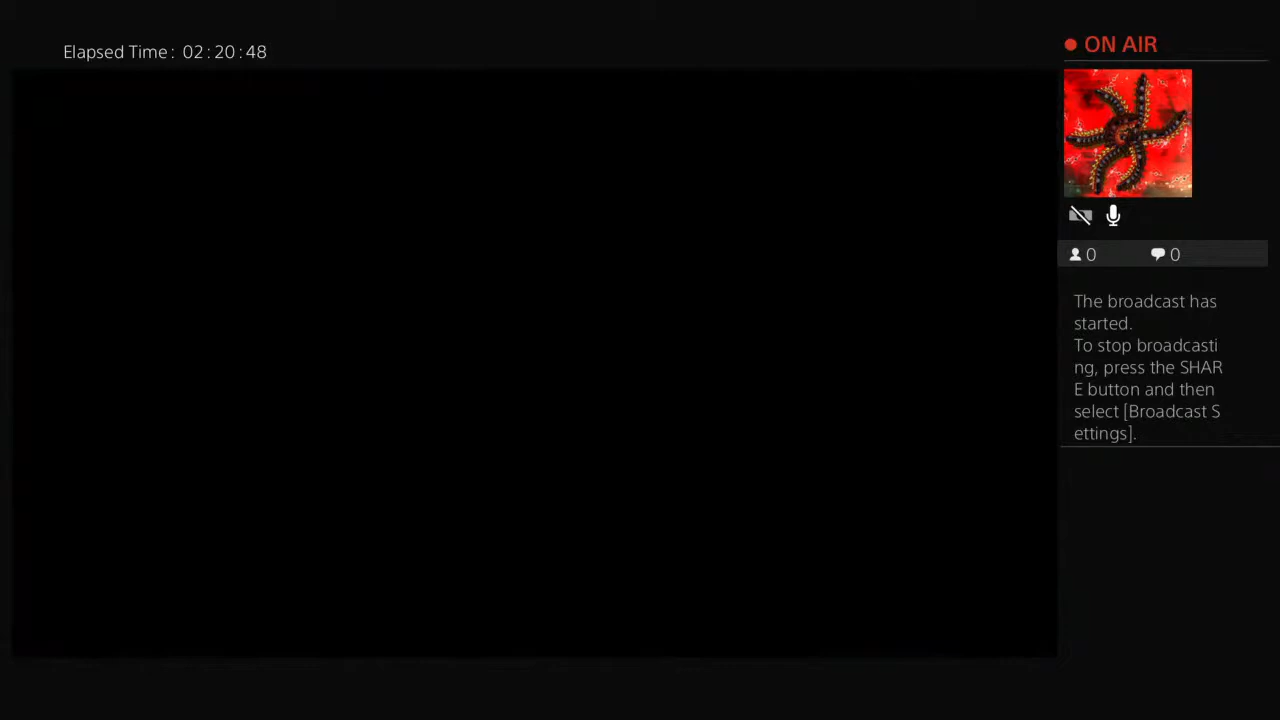 Elapsed Time: 02:20:48
ON AIR
0 0
The broadcast has
started.
To stop broadcasti
ng, press the SHAR
E button and then
select [Broadcast S
ettings].